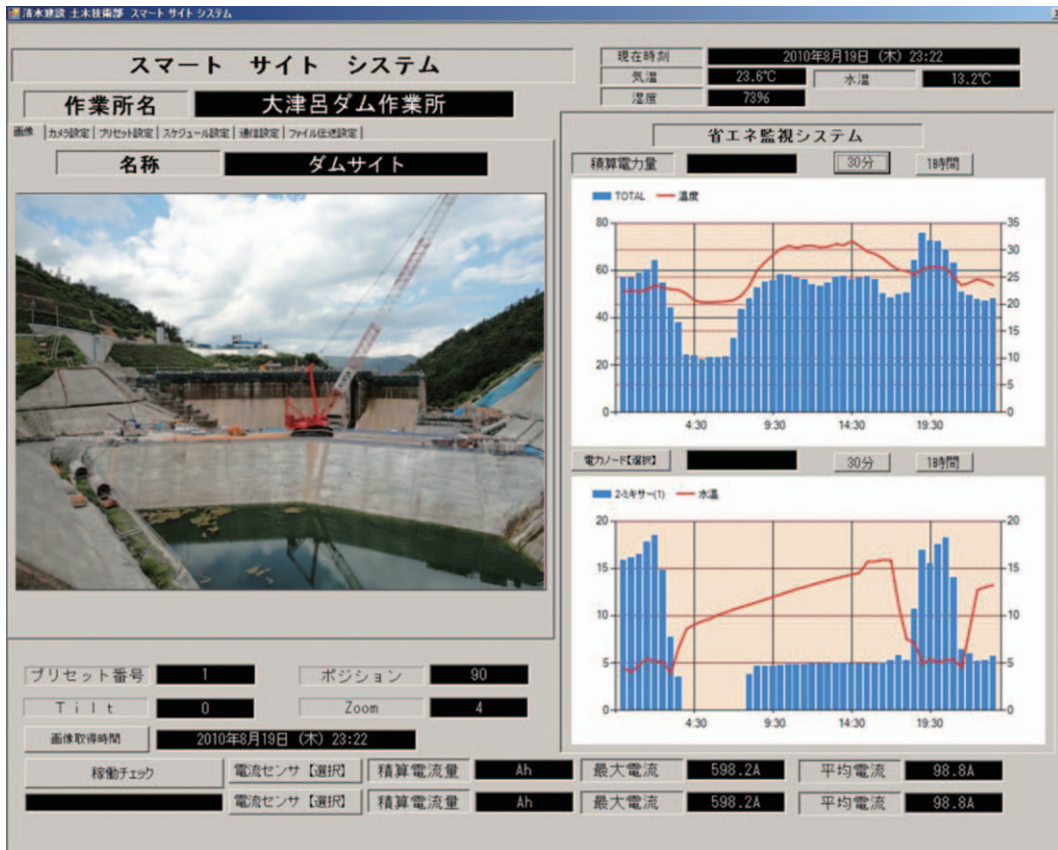 清水建設 土木技術部 スマート サイト システム
スマート サイト システム
作業所名 大津呂ダム作業所
画像 カメラ設定 プリセット設定 スケジュール設定 通信設定 ファイル伝送設定
名称 ダムサイト
現在時刻 2010年8月19日 (木) 23:22
気温 23.6℃ 水温 13.2℃
湿度 73%
省エネ監視システム
積算電力量 30分 1時間
TOTAL 温度
80 35
30
60 25
20
40 15
20 10
5
0 0
4:30 9:30 14:30 19:30
電力ノード【選択】 30分 1時間
2-ミキサー(1) 水温
20 20
15 15
10 10
5 5
0 0
4:30 9:30 14:30 19:30
プリセット番号 1 ポジション 90
Tilt 0 Zoom 4
画像取得時間 2010年8月19日 (木) 23:22
稼働チェック 電流センサ【選択】 積算電流量 Ah 最大電流 598.2A 平均電流 98.8A
電流センサ【選択】 積算電流量 Ah 最大電流 598.2A 平均電流 98.8A